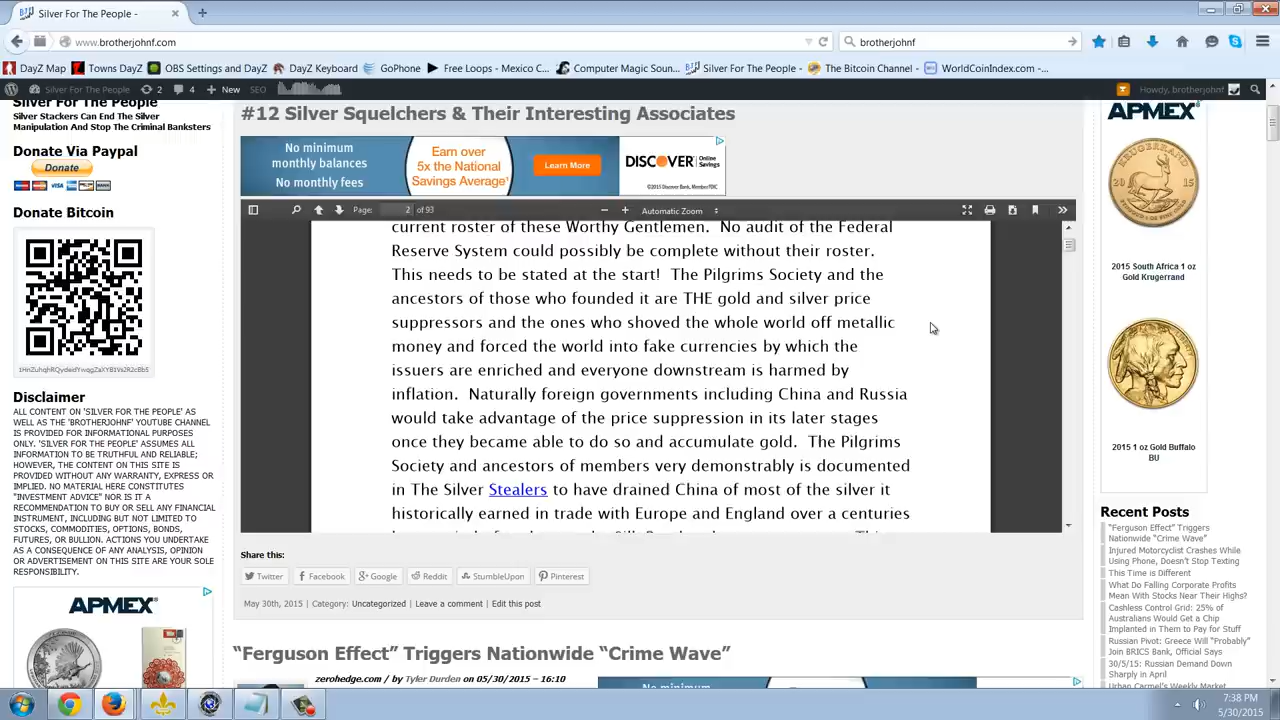 Silver For The People -
www.brotherjohnf.com
brotherjohnf
DayZ Map
Towns DayZ
OBS Settings and DayZ
DayZ Keyboard
GoPhone
Free Loops - Mexico C...
Computer Magic Soun...
Silver For The People -
The Bitcoin Channel -
WorldCoinIndex.com -...
Silver For The People
2
4
New
SEO
Howdy, brotherjohnf
Silver For The People
Silver Stackers Can End The Silver
Manipulation And Stop The Criminal Banksters
Donate Via Paypal
Donate
Donate Bitcoin
Disclaimer
ALL CONTENT ON 'SILVER FOR THE PEOPLE' AS
WELL AS THE 'BROTHERJOHNF' YOUTUBE CHANNEL
IS PROVIDED FOR INFORMATIONAL PURPOSES
ONLY. 'SILVER FOR THE PEOPLE' ASSUMES ALL
INFORMATION TO BE TRUTHFUL AND RELIABLE;
HOWEVER, THE CONTENT ON THIS SITE IS
PROVIDED WITHOUT ANY WARRANTY, EXPRESS OR
IMPLIED. NO MATERIAL HERE CONSTITUTES
"INVESTMENT ADVICE" NOR IS IT A
RECOMMENDATION TO BUY OR SELL ANY FINANCIAL
INSTRUMENT, INCLUDING BUT NOT LIMITED TO
STOCKS, COMMODITIES, OPTIONS, BONDS,
FUTURES, OR BULLION. ACTIONS YOU UNDERTAKE
AS A CONSEQUENCE OF ANY ANALYSIS, OPINION
OR ADVERTISEMENT ON THIS SITE ARE YOUR SOLE
RESPONSIBILITY.
APMEX
#12 Silver Squelchers & Their Interesting Associates
No minimum
monthly balances
No monthly fees
Earn over
5x the National
Savings Average
Learn More
DISCOVER Online Savings
©2015 Discover Bank, Member FDIC
Page: 2 of 93
Automatic Zoom
current roster of these Worthy Gentlemen. No audit of the Federal
Reserve System could possibly be complete without their roster.
This needs to be stated at the start! The Pilgrims Society and the
ancestors of those who founded it are THE gold and silver price
suppressors and the ones who shoved the whole world off metallic
money and forced the world into fake currencies by which the
issuers are enriched and everyone downstream is harmed by
inflation. Naturally foreign governments including China and Russia
would take advantage of the price suppression in its later stages
once they became able to do so and accumulate gold. The Pilgrims
Society and ancestors of members very demonstrably is documented
in The Silver Stealers to have drained China of most of the silver it
historically earned in trade with Europe and England over a centuries
Share this:
Twitter
Facebook
Google
Reddit
StumbleUpon
Pinterest
May 30th, 2015 | Category: Uncategorized | Leave a comment | Edit this post
“Ferguson Effect” Triggers Nationwide “Crime Wave”
zerohedge.com / by Tyler Durden on 05/30/2015 – 16:10
No minimum
APMEX
2015 South Africa 1 oz
Gold Krugerrand
2015 1 oz Gold Buffalo
BU
Recent Posts
“Ferguson Effect” Triggers
Nationwide “Crime Wave”
Injured Motorcyclist Crashes While
Using Phone, Doesn't Stop Texting
This Time is Different
What Do Falling Corporate Profits
Mean With Stocks Near Their Highs?
Cashless Control Grid: 25% of
Australians Would Get a Chip
Implanted in Them to Pay for Stuff
Russian Pivot: Greece Will “Probably”
Join BRICS Bank, Official Says
30/5/15: Russian Demand Down
Sharply in April
Urban Carmel's Weekly Market
7:38 PM
5/30/2015